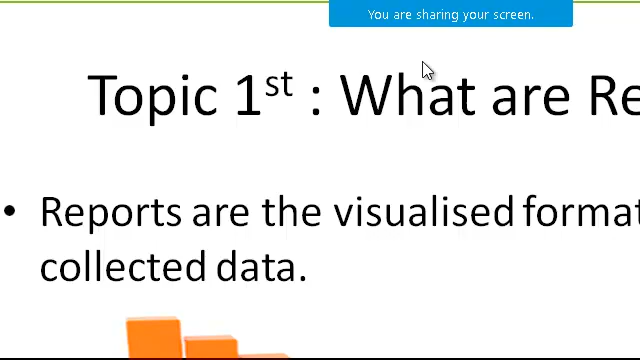 You are sharing your screen.
Topic 1st : What are Re
• Reports are the visualised format
collected data.